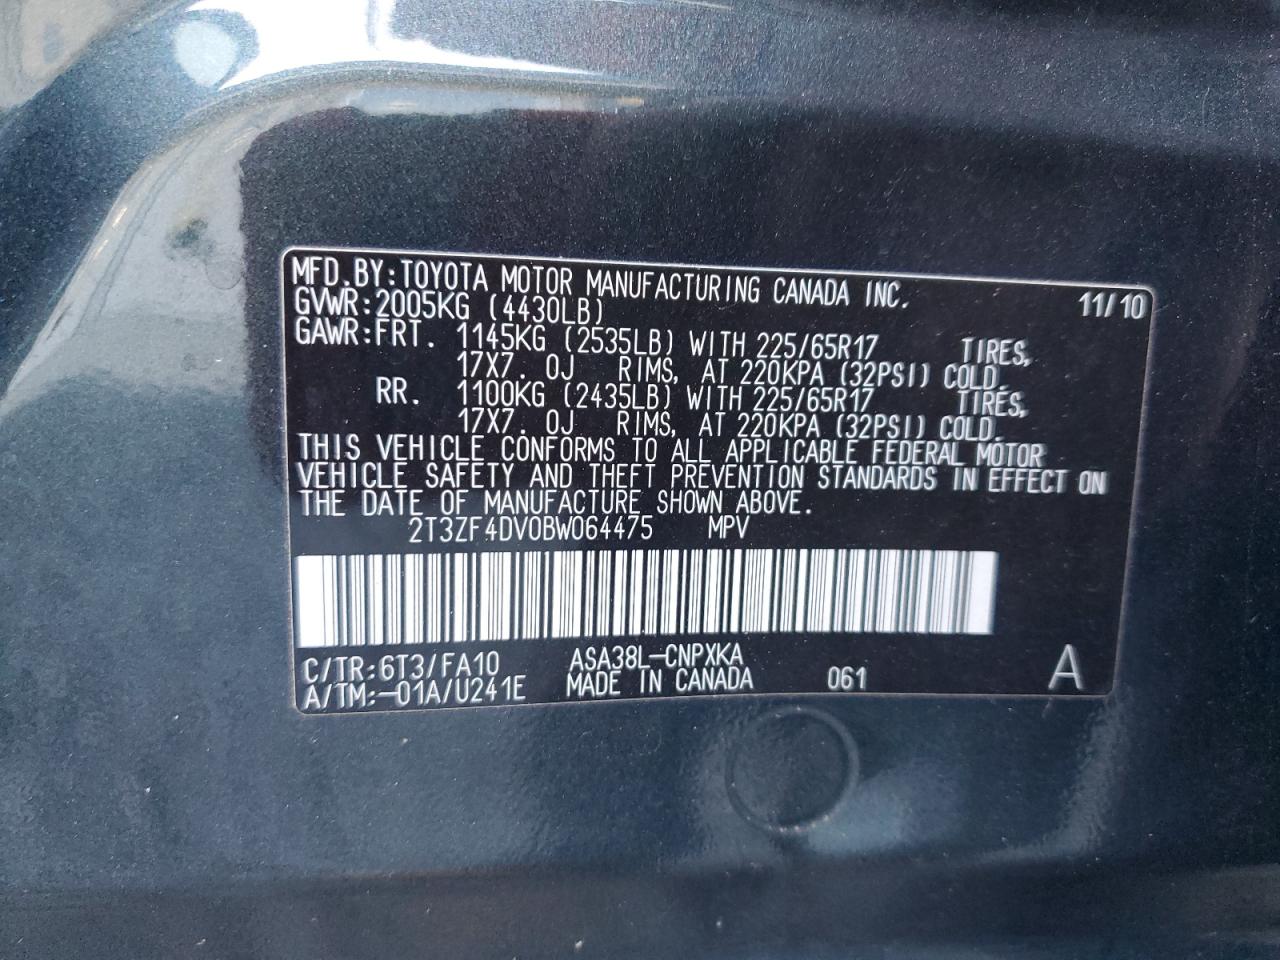 MFD.BY:TOYOTA MOTOR MANUFACTURING CANADA INC. 11/10
GVWR:2005KG (4430LB)
GAWR:FRT. 1145KG (2535LB) WITH 225/65R17 TIRES,
17X7. 0J RIMS, AT 220KPA (32PSI) COLD.
RR. 1100KG (2435LB) WITH 225/65R17 TIRES,
17X7. 0J RIMS, AT 220KPA (32PSI) COLD.
THIS VEHICLE CONFORMS TO ALL APPLICABLE FEDERAL MOTOR
VEHICLE SAFETY AND THEFT PREVENTION STANDARDS IN EFFECT ON
THE DATE OF MANUFACTURE SHOWN ABOVE.
2T3ZF4DV0BW064475 MPV
C/TR:6T3/FA10 ASA38L-CNPXKA
A/TM:-01A/U241E MADE IN CANADA 061 A